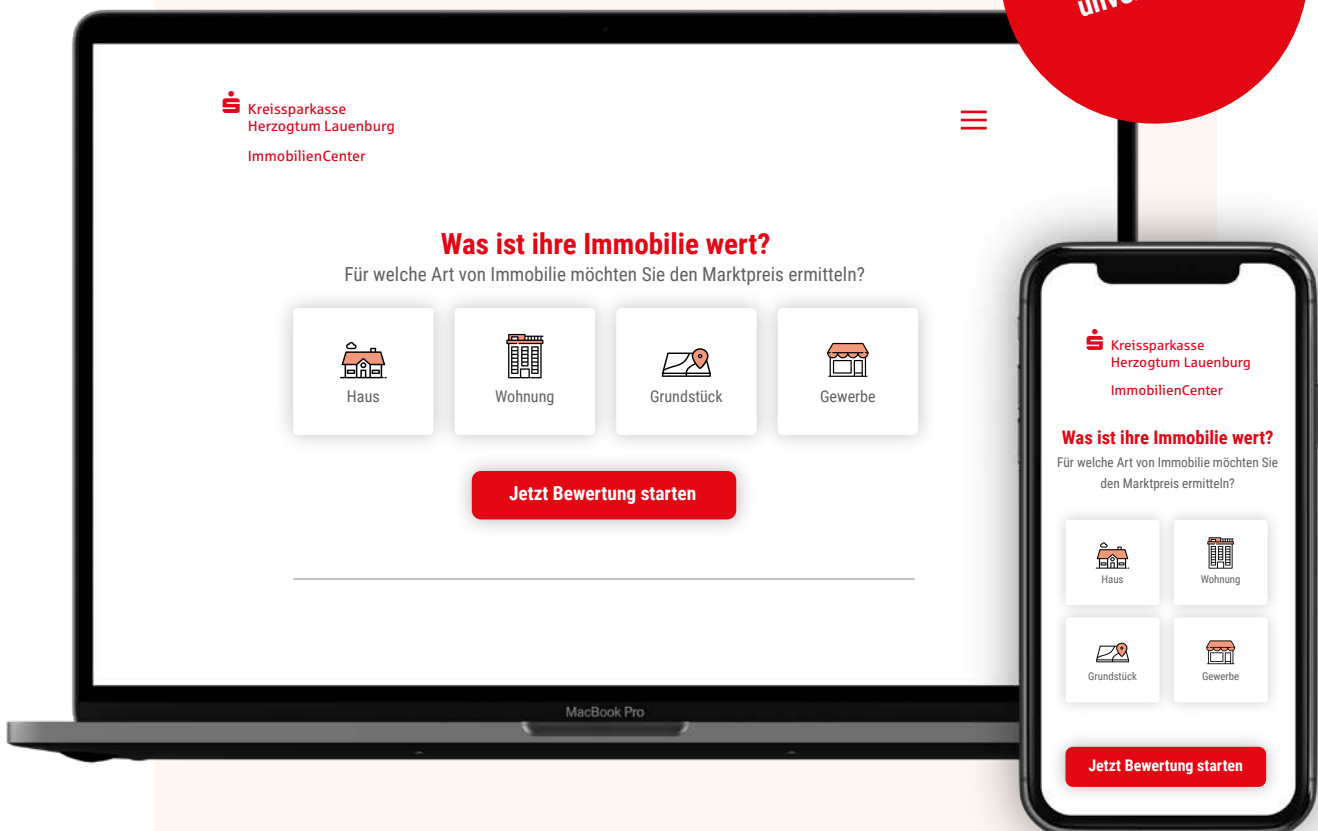 Kreissparkasse
Herzogtum Lauenburg
ImmobilienCenter
Was ist ihre Immobilie wert?
Für welche Art von Immobilie möchten Sie den Marktpreis ermitteln?
Haus
Wohnung
Grundstück
Gewerbe
Jetzt Bewertung starten
MacBook Pro
Kreissparkasse
Herzogtum Lauenburg
ImmobilienCenter
Was ist ihre Immobilie wert?
Für welche Art von Immobilie möchten Sie
den Marktpreis ermitteln?
Haus
Wohnung
Grundstück
Gewerbe
Jetzt Bewertung starten